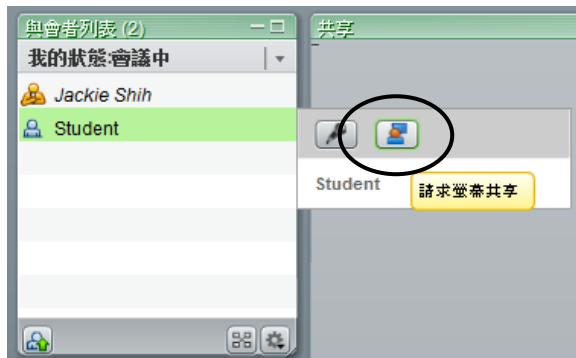 與會者列表 (2)
共享
我的狀態:會議中
Jackie Shih
Student
Student
請求螢幕共享